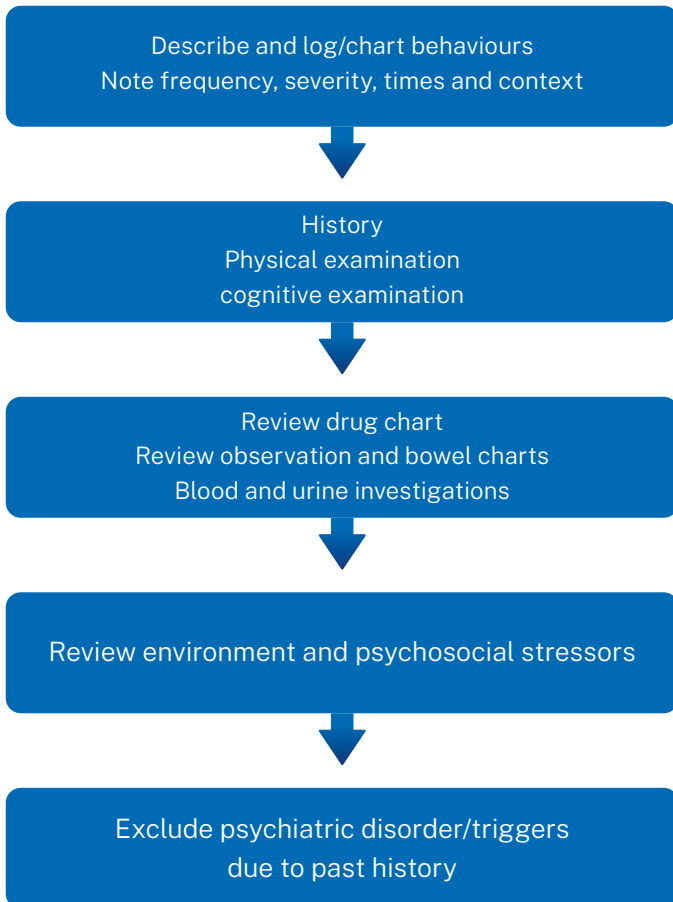 Describe and log/chart behaviours
Note frequency, severity, times and context
History
Physical examination
cognitive examination
Review drug chart
Review observation and bowel charts
Blood and urine investigations
Review environment and psychosocial stressors
Exclude psychiatric disorder/triggers
due to past history